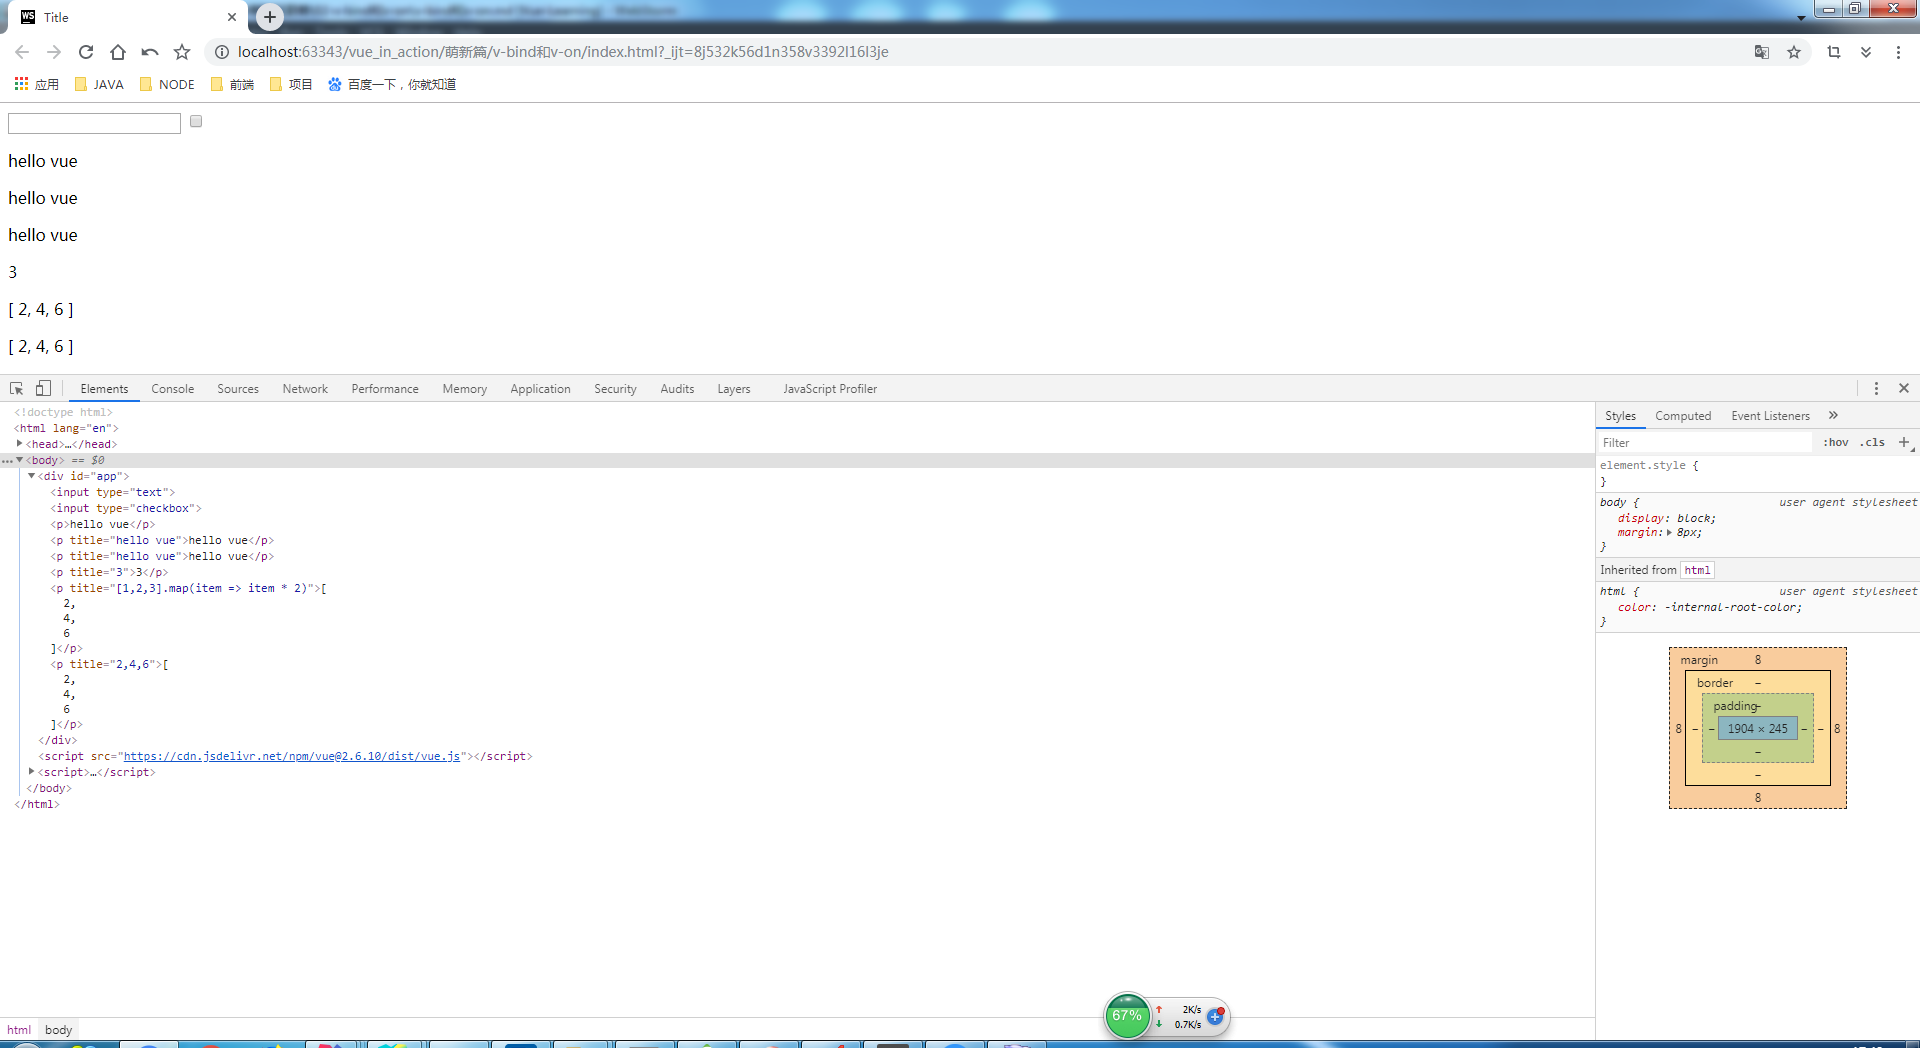 WS Title
localhost:63343/vue_in_action/萌新篇/v-bind和v-on/index.html?_ijt=8j532k56d1n358v3392l16l3je
应用 JAVA NODE 前端 项目 百度一下，你就知道
hello vue
hello vue
hello vue
3
[ 2, 4, 6 ]
[ 2, 4, 6 ]
Elements Console Sources Network Performance Memory Application Security Audits Layers JavaScript Profiler
<!doctype html>
<html lang="en">
<head>…</head>
<body> == $0
<div id="app">
<input type="text">
<input type="checkbox">
<p>hello vue</p>
<p title="hello vue">hello vue</p>
<p title="hello vue">hello vue</p>
<p title="3">3</p>
<p title="[1,2,3].map(item => item * 2)">[
2,
4,
6
]</p>
<p title="2,4,6">[
2,
4,
6
]</p>
</div>
<script src="https://cdn.jsdelivr.net/npm/vue@2.6.10/dist/vue.js"></script>
<script>…</script>
</body>
</html>
html body
Styles Computed Event Listeners »
Filter :hov .cls +
element.style {
}
body { user agent stylesheet
display: block;
margin: 8px;
}
Inherited from html
html { user agent stylesheet
color: -internal-root-color;
}
margin 8
border –
padding –
8 – – 1904 × 245 – – 8
–
–
8
67% 2K/s
0.7K/s